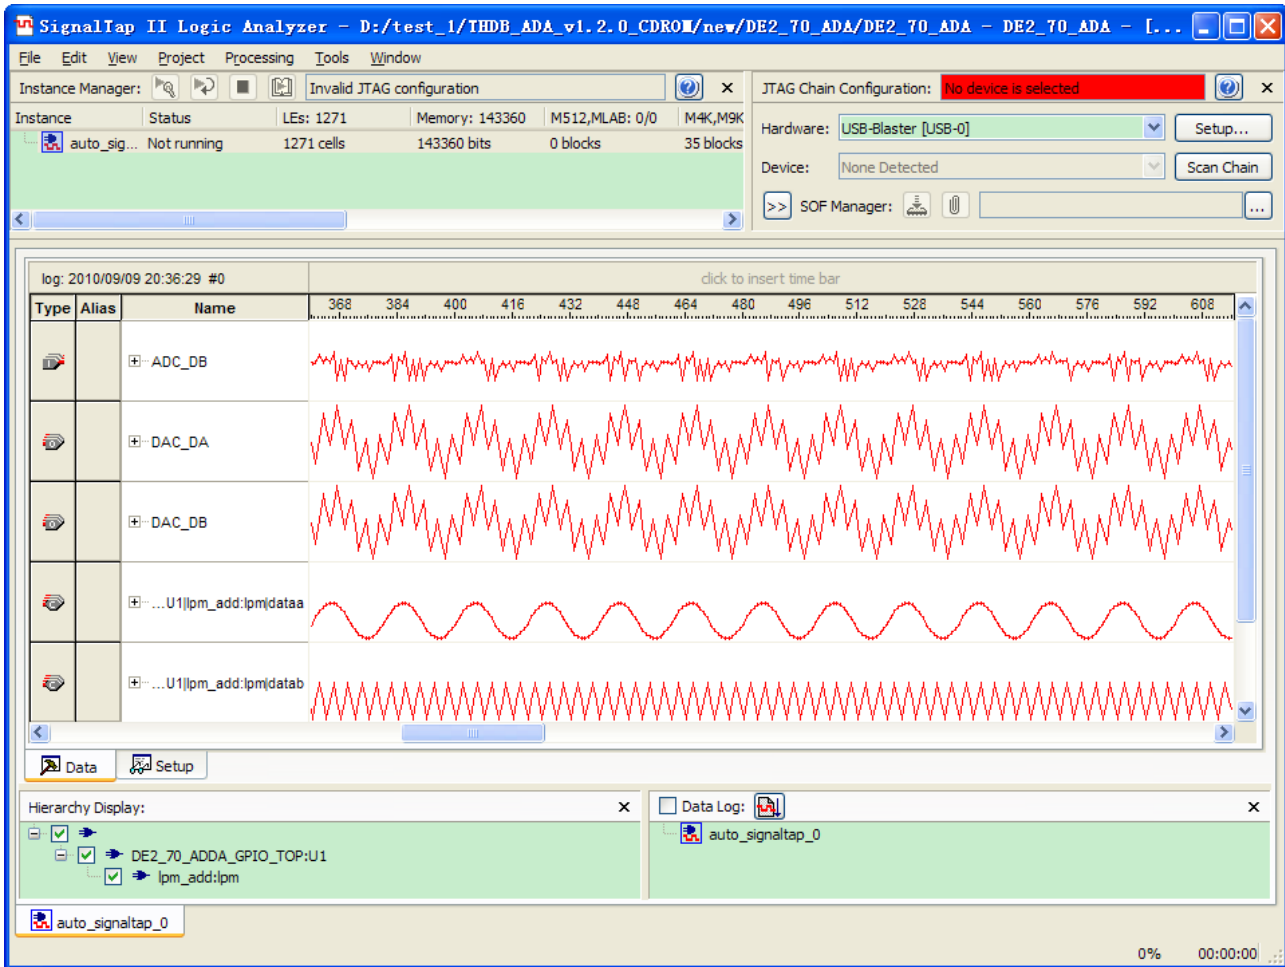 SignalTap II Logic Analyzer - D:/test_1/THDB_ADA_v1.2.0_CDROM/new/DE2_70_ADA/DE2_70_ADA - DE2_70_ADA - [...
File Edit View Project Processing Tools Window
Instance Manager: Invalid JTAG configuration
JTAG Chain Configuration: No device is selected
Instance Status LEs: 1271 Memory: 143360 M512,MLAB: 0/0 M4K,M9K
auto_sig... Not running 1271 cells 143360 bits 0 blocks 35 blocks
Hardware: USB-Blaster [USB-0] Setup...
Device: None Detected Scan Chain
>> SOF Manager: ...
log: 2010/09/09 20:36:29 #0 click to insert time bar
Type Alias Name 368 384 400 416 432 448 464 480 496 512 528 544 560 576 592 608
ADC_DB
DAC_DA
DAC_DB
...U1|lpm_add:lpm|dataa
...U1|lpm_add:lpm|datab
Data Setup
Hierarchy Display:
DE2_70_ADDA_GPIO_TOP:U1
lpm_add:lpm
Data Log:
auto_signaltap_0
auto_signaltap_0
0% 00:00:00